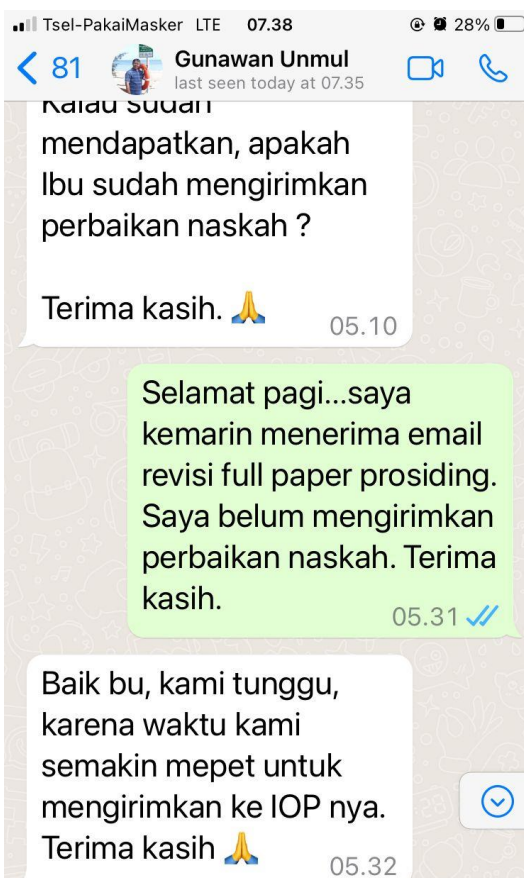 Tsel-PakaiMasker LTE 07.38 28%
81 Gunawan Unmul
last seen today at 07.35
Kalau sudah
mendapatkan, apakah
Ibu sudah mengirimkan
perbaikan naskah ?
Terima kasih. 🙏
05.10
Selamat pagi...saya
kemarin menerima email
revisi full paper prosiding.
Saya belum mengirimkan
perbaikan naskah. Terima
kasih.
05.31
Baik bu, kami tunggu,
karena waktu kami
semakin mepet untuk
mengirimkan ke IOP nya.
Terima kasih 🙏
05.32